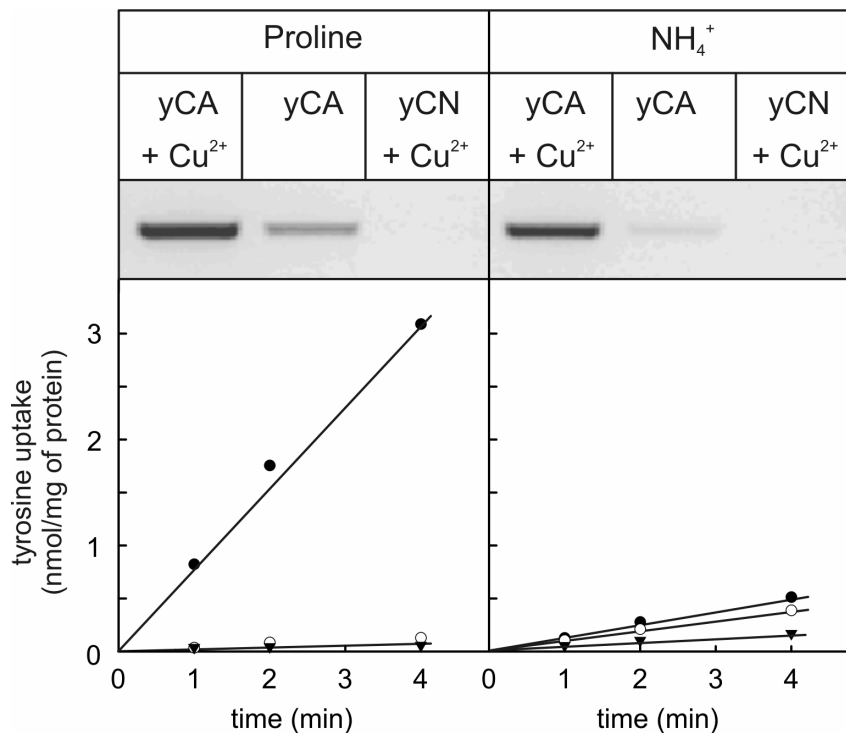 Proline
NH₄⁺
yCA
+ Cu²⁺
yCA
yCN
+ Cu²⁺
yCA
+ Cu²⁺
yCA
yCN
+ Cu²⁺
tyrosine uptake
(nmol/mg of protein)
3
2
1
0
0
1
2
3
4
0
1
2
3
4
time (min)
time (min)